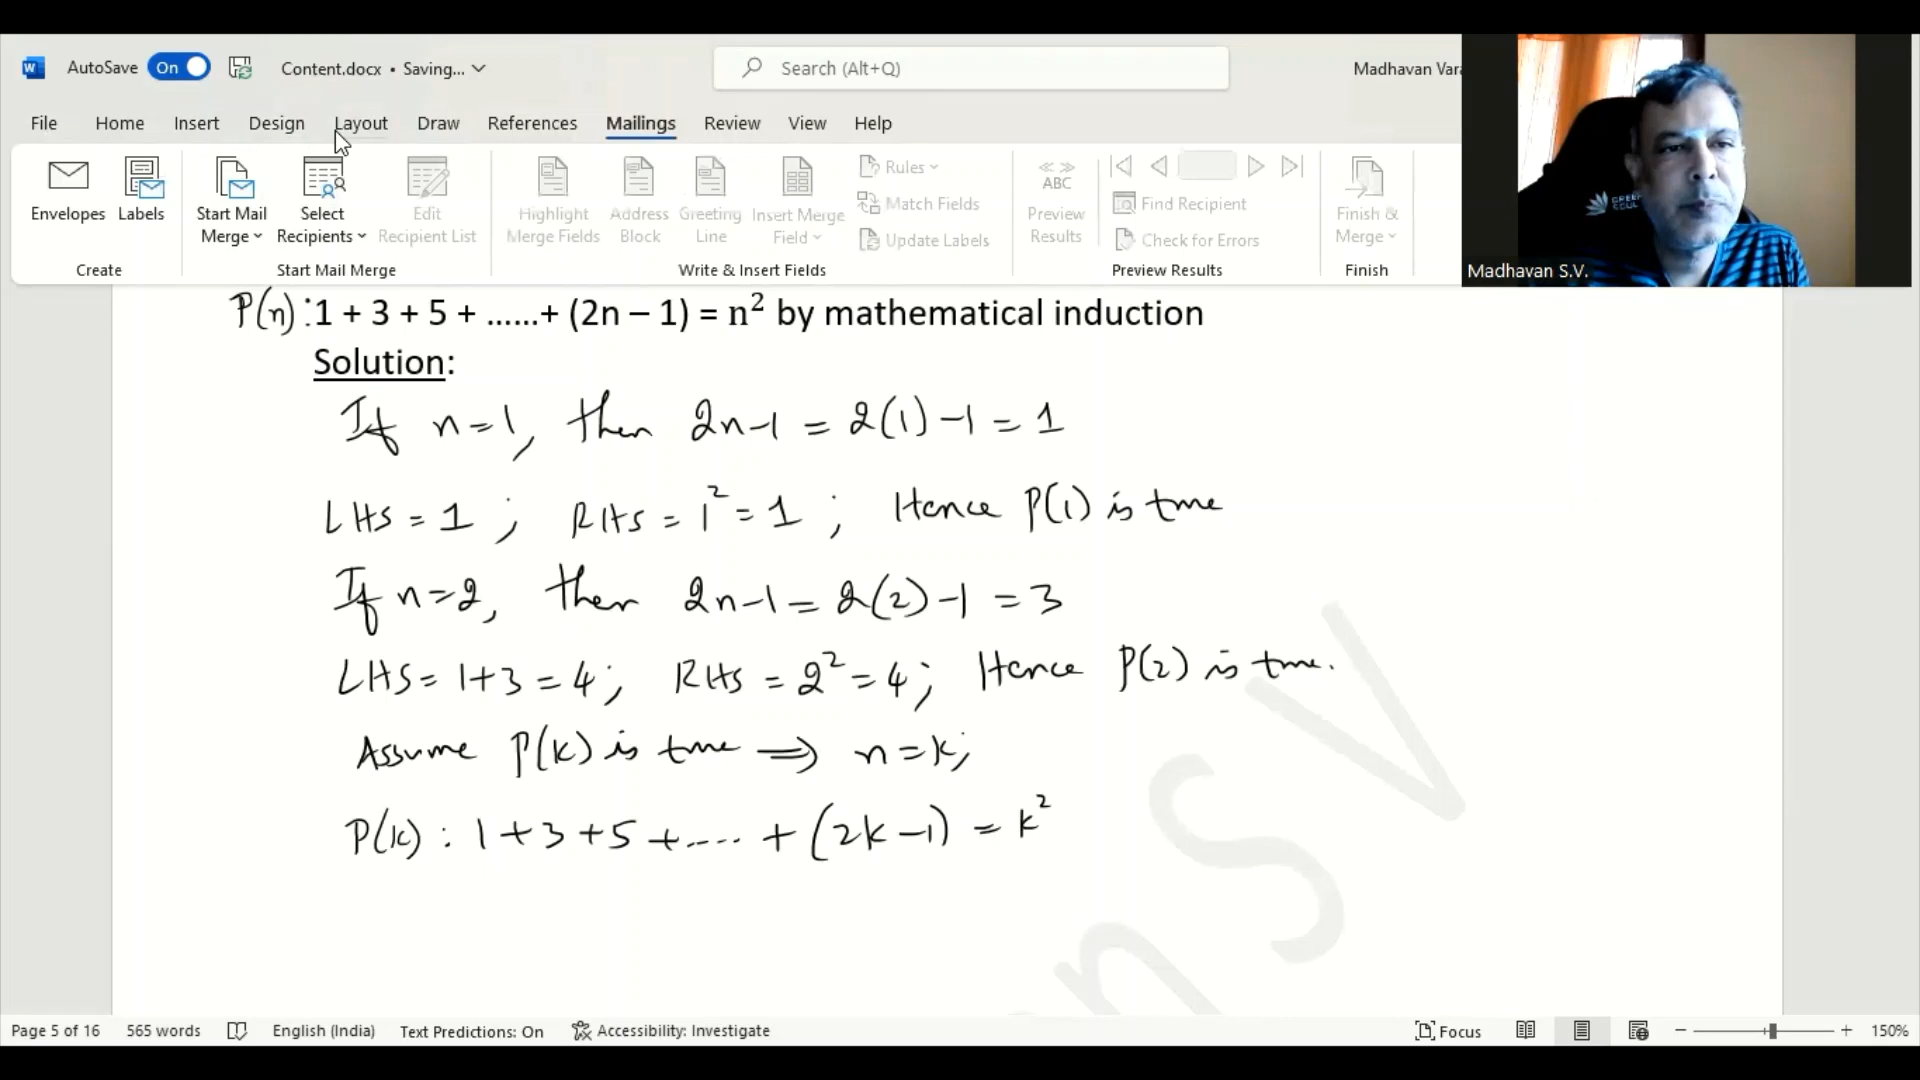 AutoSave On Content.docx • Saving... Search (Alt+Q) Madhavan Vara
File Home Insert Design Layout Draw References Mailings Review View Help
Envelopes Labels Start Mail Merge Select Recipients Edit Recipient List Highlight Merge Fields Address Block Greeting Line Insert Merge Field Rules Match Fields Update Labels ABC Preview Results Find Recipient Check for Errors Finish & Merge
Create Start Mail Merge Write & Insert Fields Preview Results Finish
GREEN SOUL
Madhavan S.V.
P(n) : 1 + 3 + 5 + ......+ (2n – 1) = n² by mathematical induction
Solution:
If n=1, then 2n-1 = 2(1)-1 = 1
LHS = 1 ; RHS = 1² = 1 ; Hence P(1) is true
If n=2, then 2n-1 = 2(2)-1 = 3
LHS = 1+3 = 4; RHS = 2² = 4; Hence P(2) is true.
Assume P(k) is true ⇒ n=k;
P(k) : 1+3+5+.... + (2k-1) = k²
n S V
Page 5 of 16 565 words English (India) Text Predictions: On Accessibility: Investigate Focus 150%